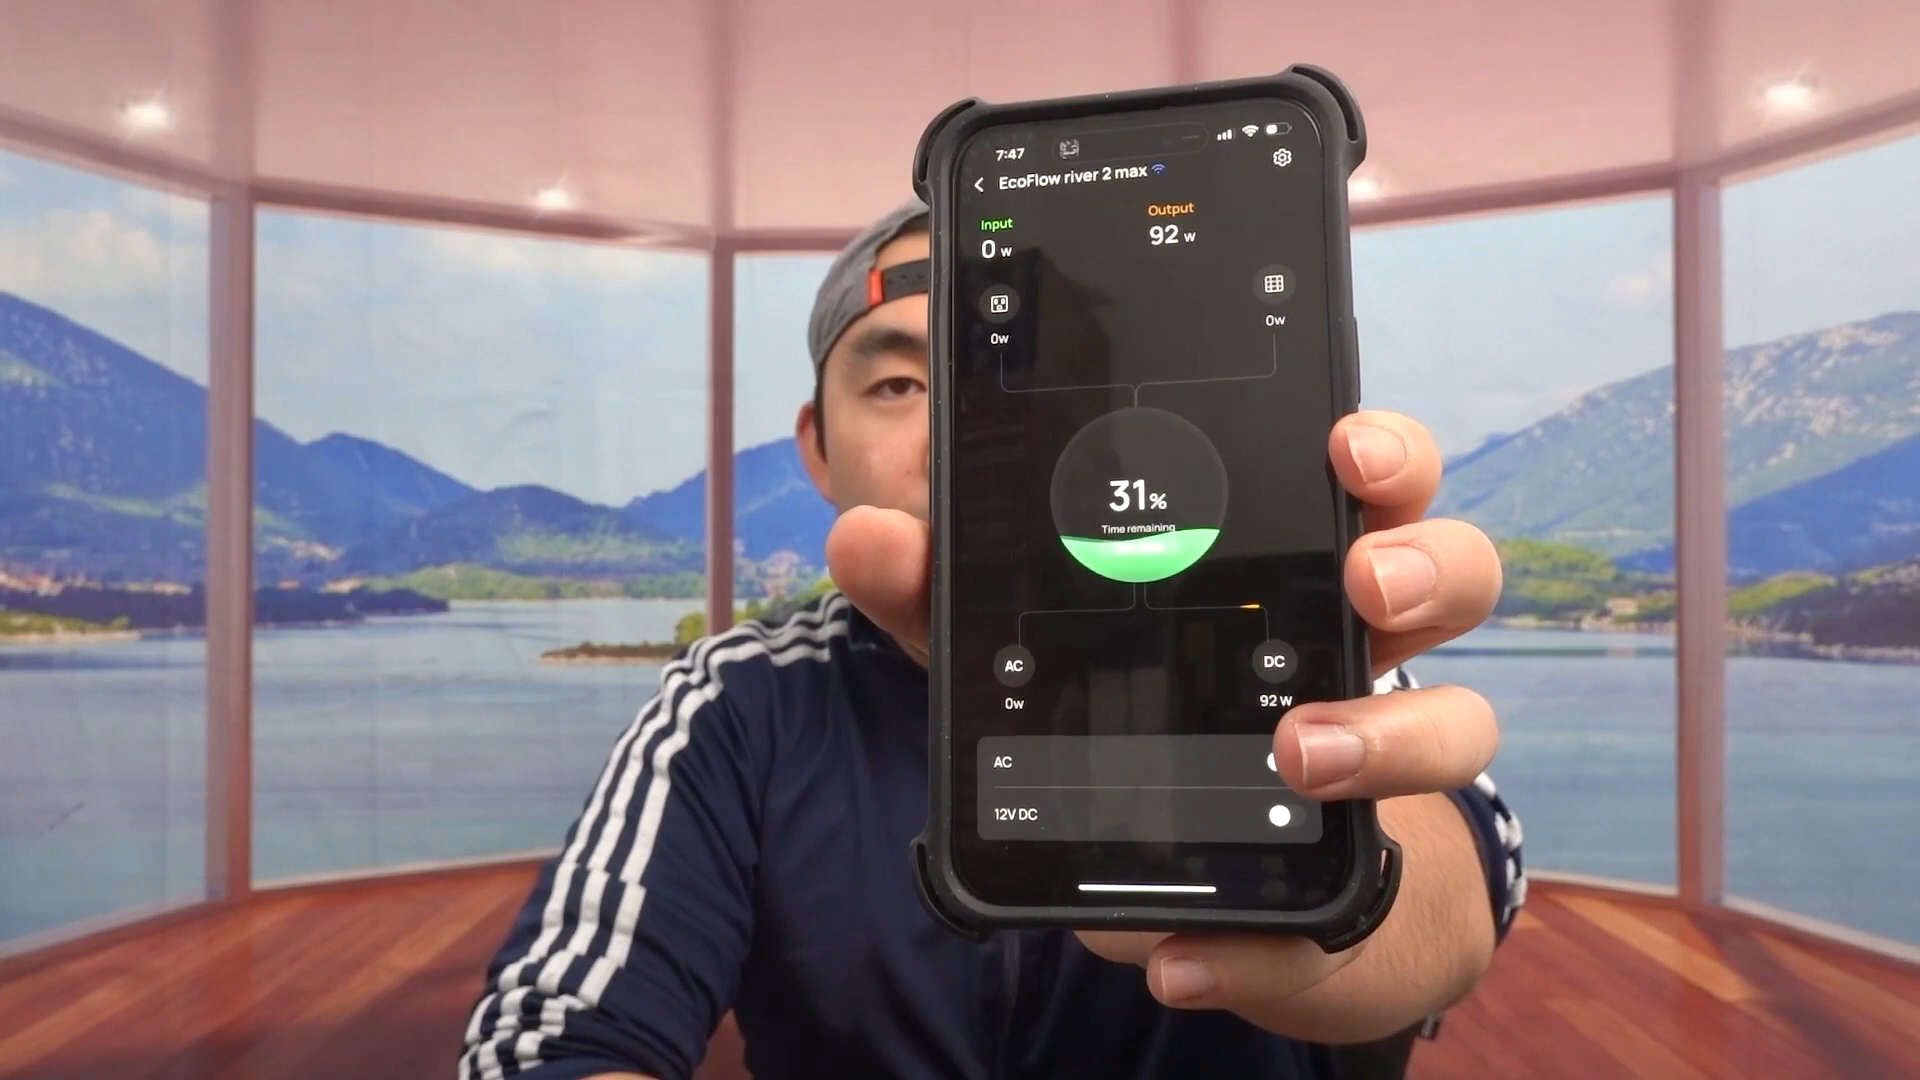 7:47
EcoFlow river 2 max
Input
Output
0 w
92 w
0w
0w
31%
Time remaining
AC
DC
0w
92 w
AC
12V DC